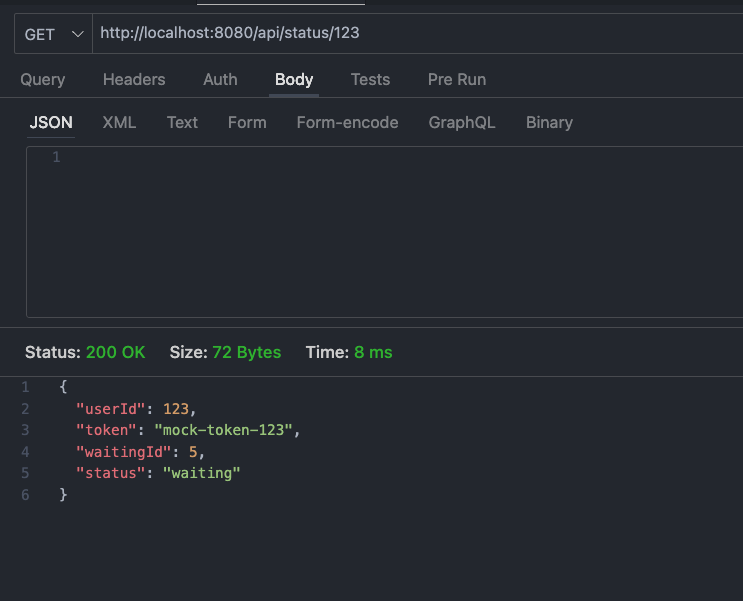 GET http://localhost:8080/api/status/123
Query Headers Auth Body Tests Pre Run
JSON XML Text Form Form-encode GraphQL Binary
1
Status: 200 OK Size: 72 Bytes Time: 8 ms
1 {
2 "userId": 123,
3 "token": "mock-token-123",
4 "waitingId": 5,
5 "status": "waiting"
6 }